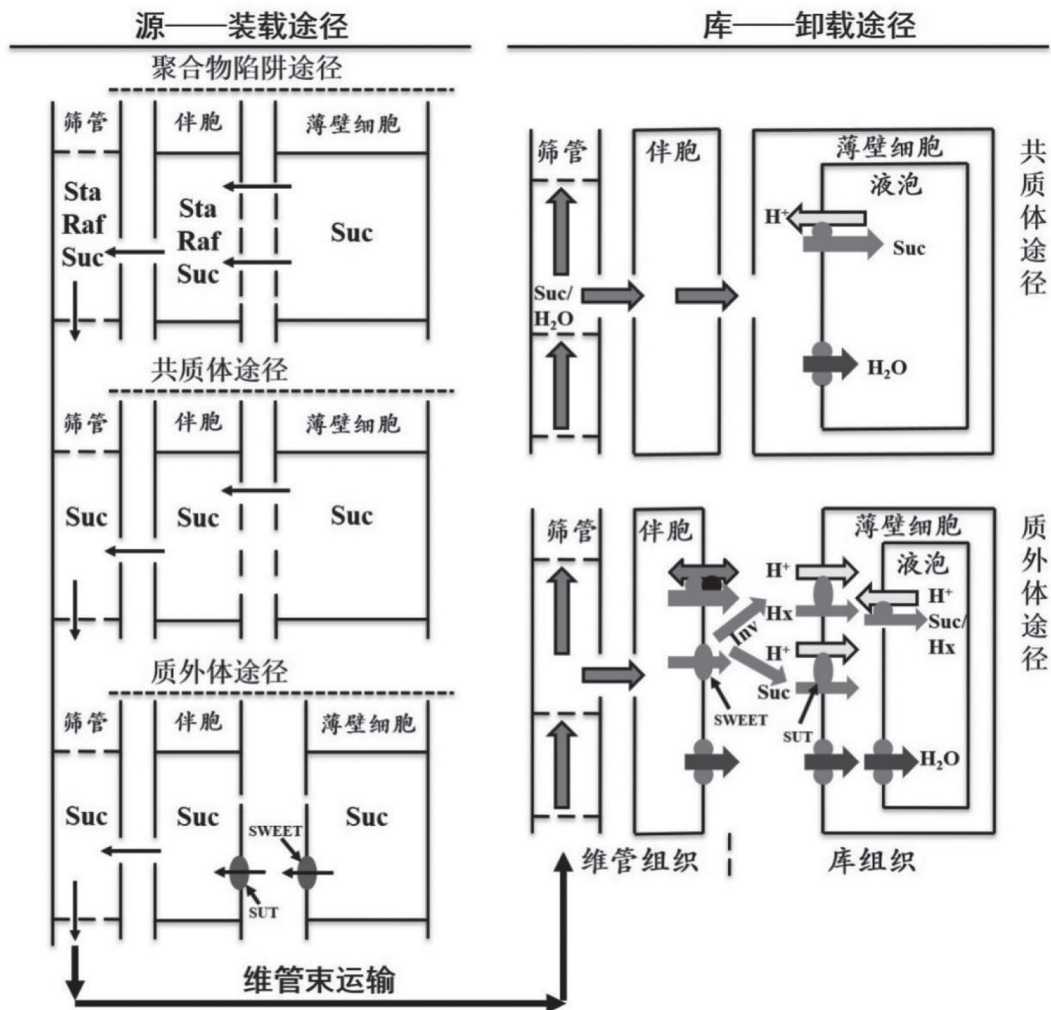 源——装载途径
聚合物陷阱途径
筛管 伴胞 薄壁细胞
Sta
Raf
Suc
Sta
Raf
Suc
Suc
共质体途径
筛管 伴胞 薄壁细胞
Suc Suc Suc
质外体途径
筛管 伴胞 薄壁细胞
Suc Suc Suc
SWEET
SUT
维管束运输
库——卸载途径
共质体途径
筛管 伴胞 薄壁细胞
液泡
H⁺
Suc
Suc/
H₂O
H₂O
质外体途径
筛管 伴胞 薄壁细胞
液泡
H⁺
H⁺
Hx
Inv
Suc/
Hx
H⁺
Suc
SWEET
SUT
H₂O
维管组织 库组织